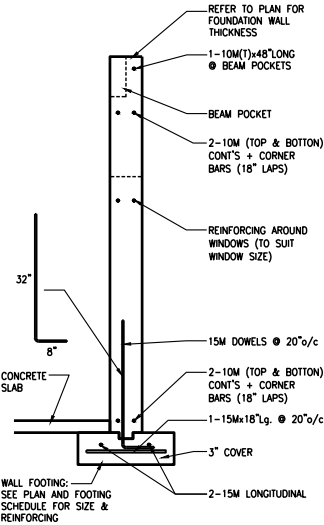 REFER TO PLAN FOR
FOUNDATION WALL
THICKNESS
1-10M(T)x48"LONG
@ BEAM POCKETS
BEAM POCKET
2-10M (TOP & BOTTON)
CONT'S + CORNER
BARS (18" LAPS)
REINFORCING AROUND
WINDOWS (TO SUIT
WINDOW SIZE)
32"
8"
15M DOWELS @ 20"o/c
CONCRETE
SLAB
2-10M (TOP & BOTTOM)
CONT'S + CORNER
BARS (18" LAPS)
1-15Mx18"Lg. @ 20"o/c
3" COVER
WALL FOOTING:
SEE PLAN AND FOOTING
SCHEDULE FOR SIZE &
REINFORCING
2-15M LONGITUDINAL